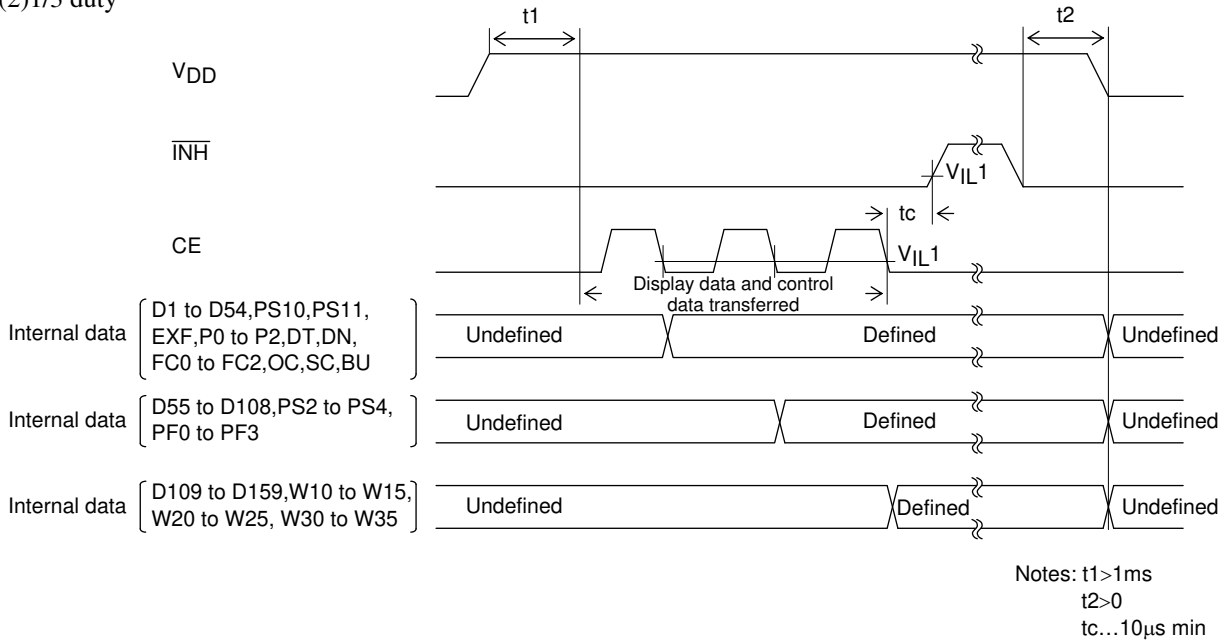 (2)1/3 duty
t1
t2
VDD
INH
VIL1
tc
CE
VIL1
Display data and control
data transferred
Internal data
D1 to D54,PS10,PS11,
EXF,P0 to P2,DT,DN,
FC0 to FC2,OC,SC,BU
Undefined
Defined
Undefined
Internal data
D55 to D108,PS2 to PS4,
PF0 to PF3
Undefined
Defined
Undefined
Internal data
D109 to D159,W10 to W15,
W20 to W25, W30 to W35
Undefined
Defined
Undefined
Notes: t1>1ms
t2>0
tc…10μs min